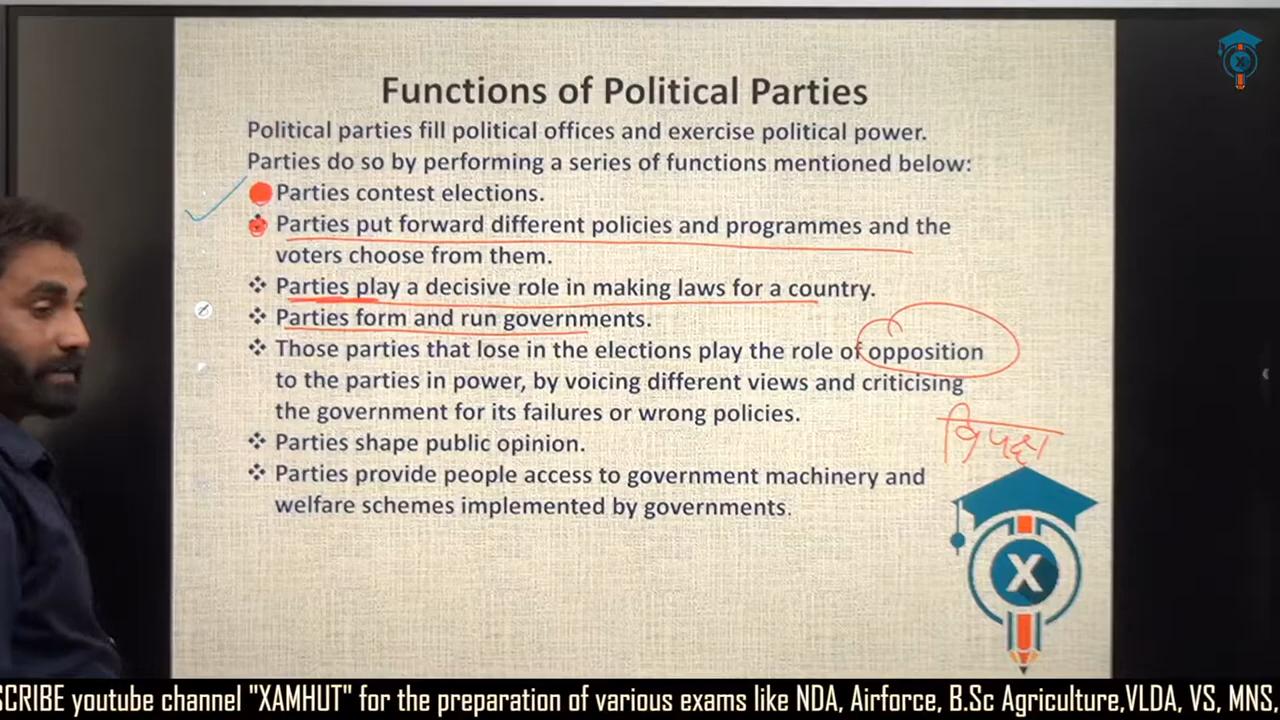 Functions of Political Parties
Political parties fill political offices and exercise political power.
Parties do so by performing a series of functions mentioned below:
Parties contest elections.
Parties put forward different policies and programmes and the
voters choose from them.
❖ Parties play a decisive role in making laws for a country.
❖ Parties form and run governments.
❖ Those parties that lose in the elections play the role of opposition
to the parties in power, by voicing different views and criticising
the government for its failures or wrong policies.
विपक्ष
❖ Parties shape public opinion.
❖ Parties provide people access to government machinery and
welfare schemes implemented by governments.
X
X
SCRIBE youtube channel "XAMHUT" for the preparation of various exams like NDA, Airforce, B.Sc Agriculture,VLDA, VS, MNS,